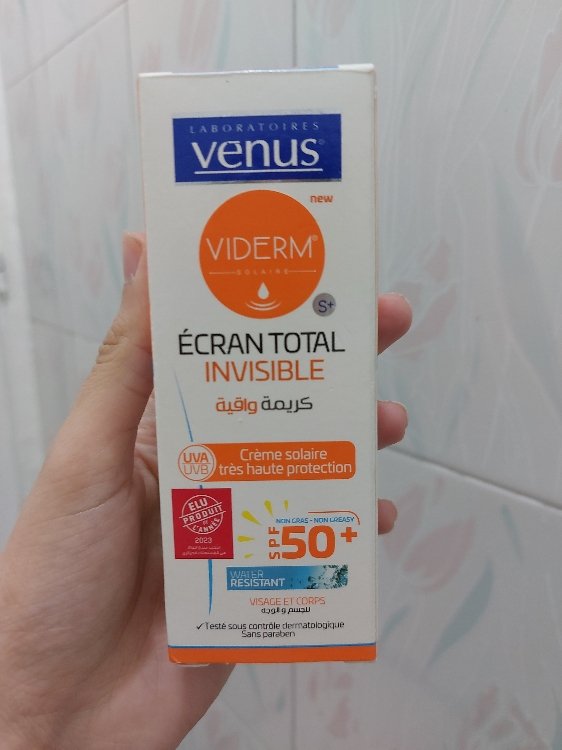 LABORATOIRES
venus®
new
VIDERM®
SOLAIRE
S+
ÉCRAN TOTAL
INVISIBLE
كريمة واقية
UVA
UVB
Crème solaire
très haute protection
ELU
PRODUIT
DE
L'ANNÉE
2023
NON GRAS - NON GREASY
SPF 50+
WATER
RESISTANT
VISAGE ET CORPS
للجسم و الوجه
✓ Testé sous contrôle dermatologique
Sans paraben